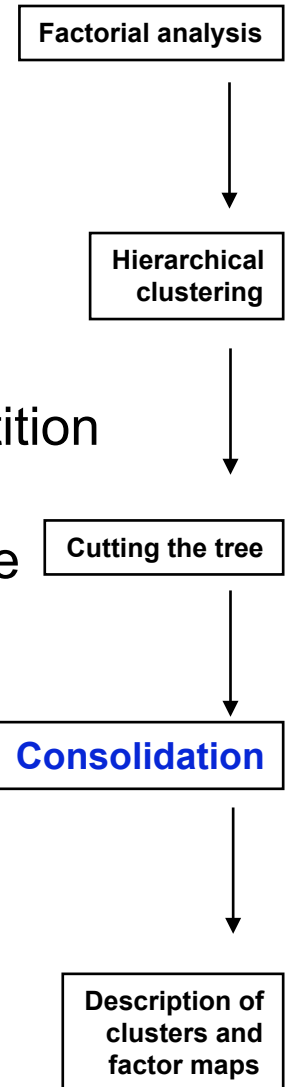 Factorial analysis
Hierarchical
clustering
Cutting the tree
Consolidation
Description of
clusters and
factor maps